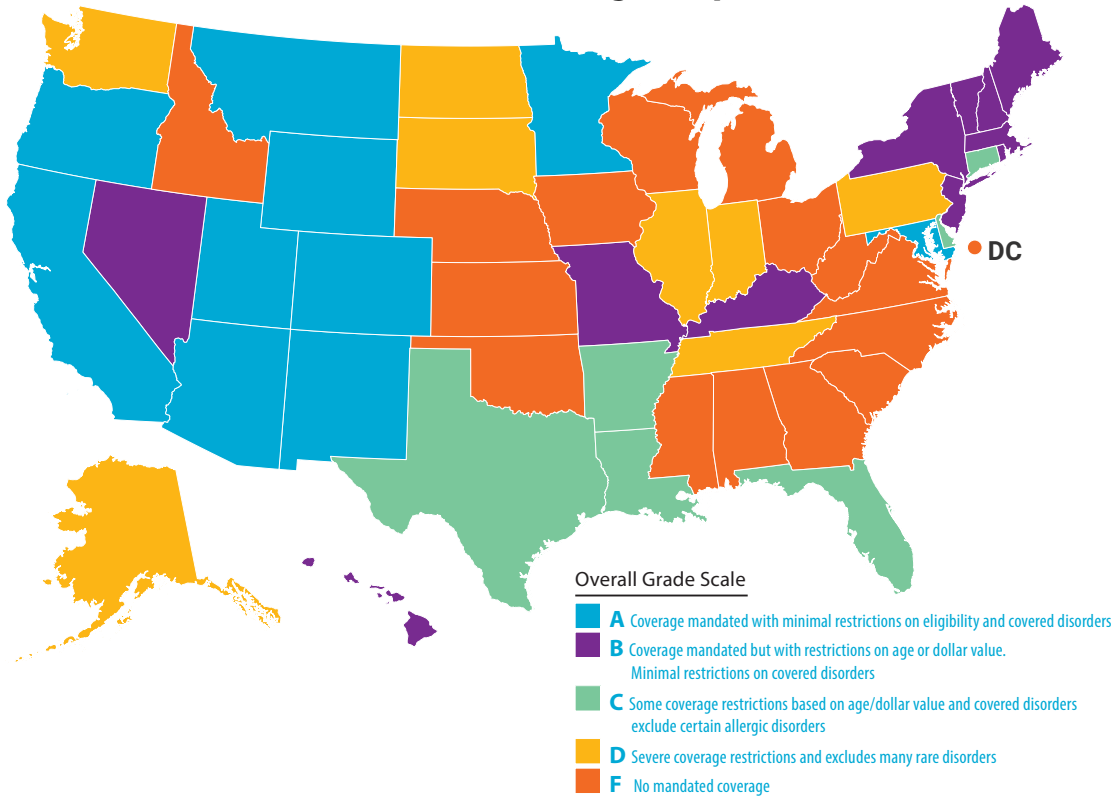 DC
Overall Grade Scale
A Coverage mandated with minimal restrictions on eligibility and covered disorders
B Coverage mandated but with restrictions on age or dollar value.
Minimal restrictions on covered disorders
C Some coverage restrictions based on age/dollar value and covered disorders
exclude certain allergic disorders
D Severe coverage restrictions and excludes many rare disorders
F No mandated coverage